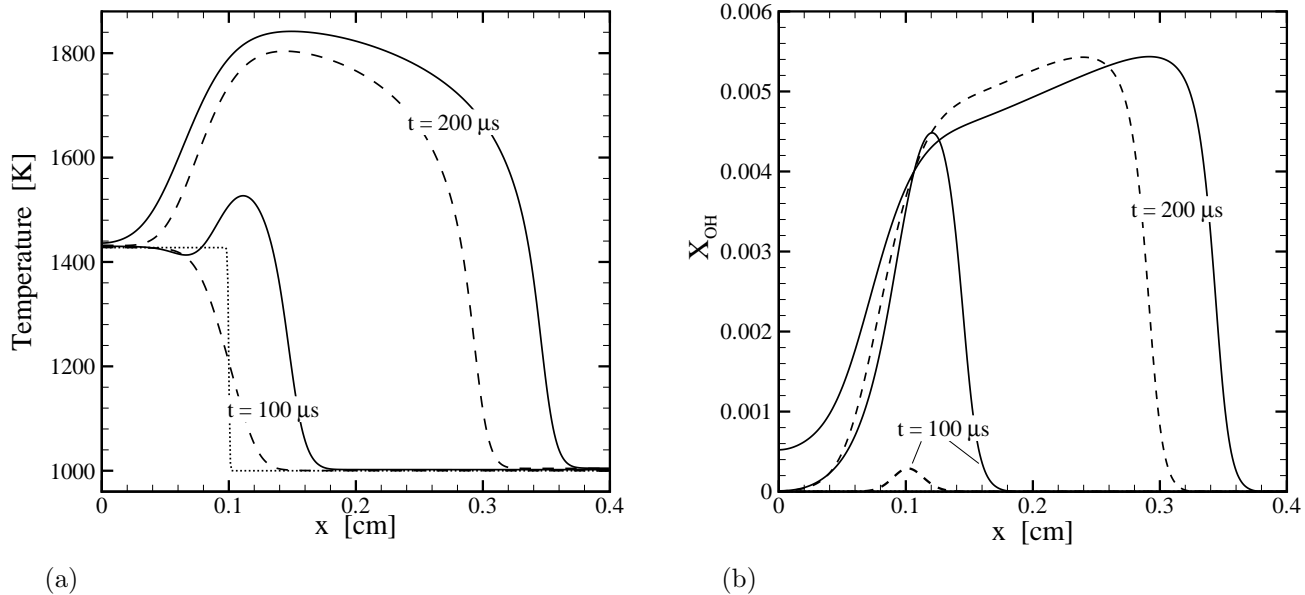 Temperature [K]
1800
1600
1400
1200
1000
0
0.1
0.2
0.3
0.4
x [cm]
t = 200 μs
t = 100 μs
(a)
X_OH
0.006
0.005
0.004
0.003
0.002
0.001
0
0
0.1
0.2
0.3
0.4
x [cm]
t = 200 μs
t = 100 μs
(b)